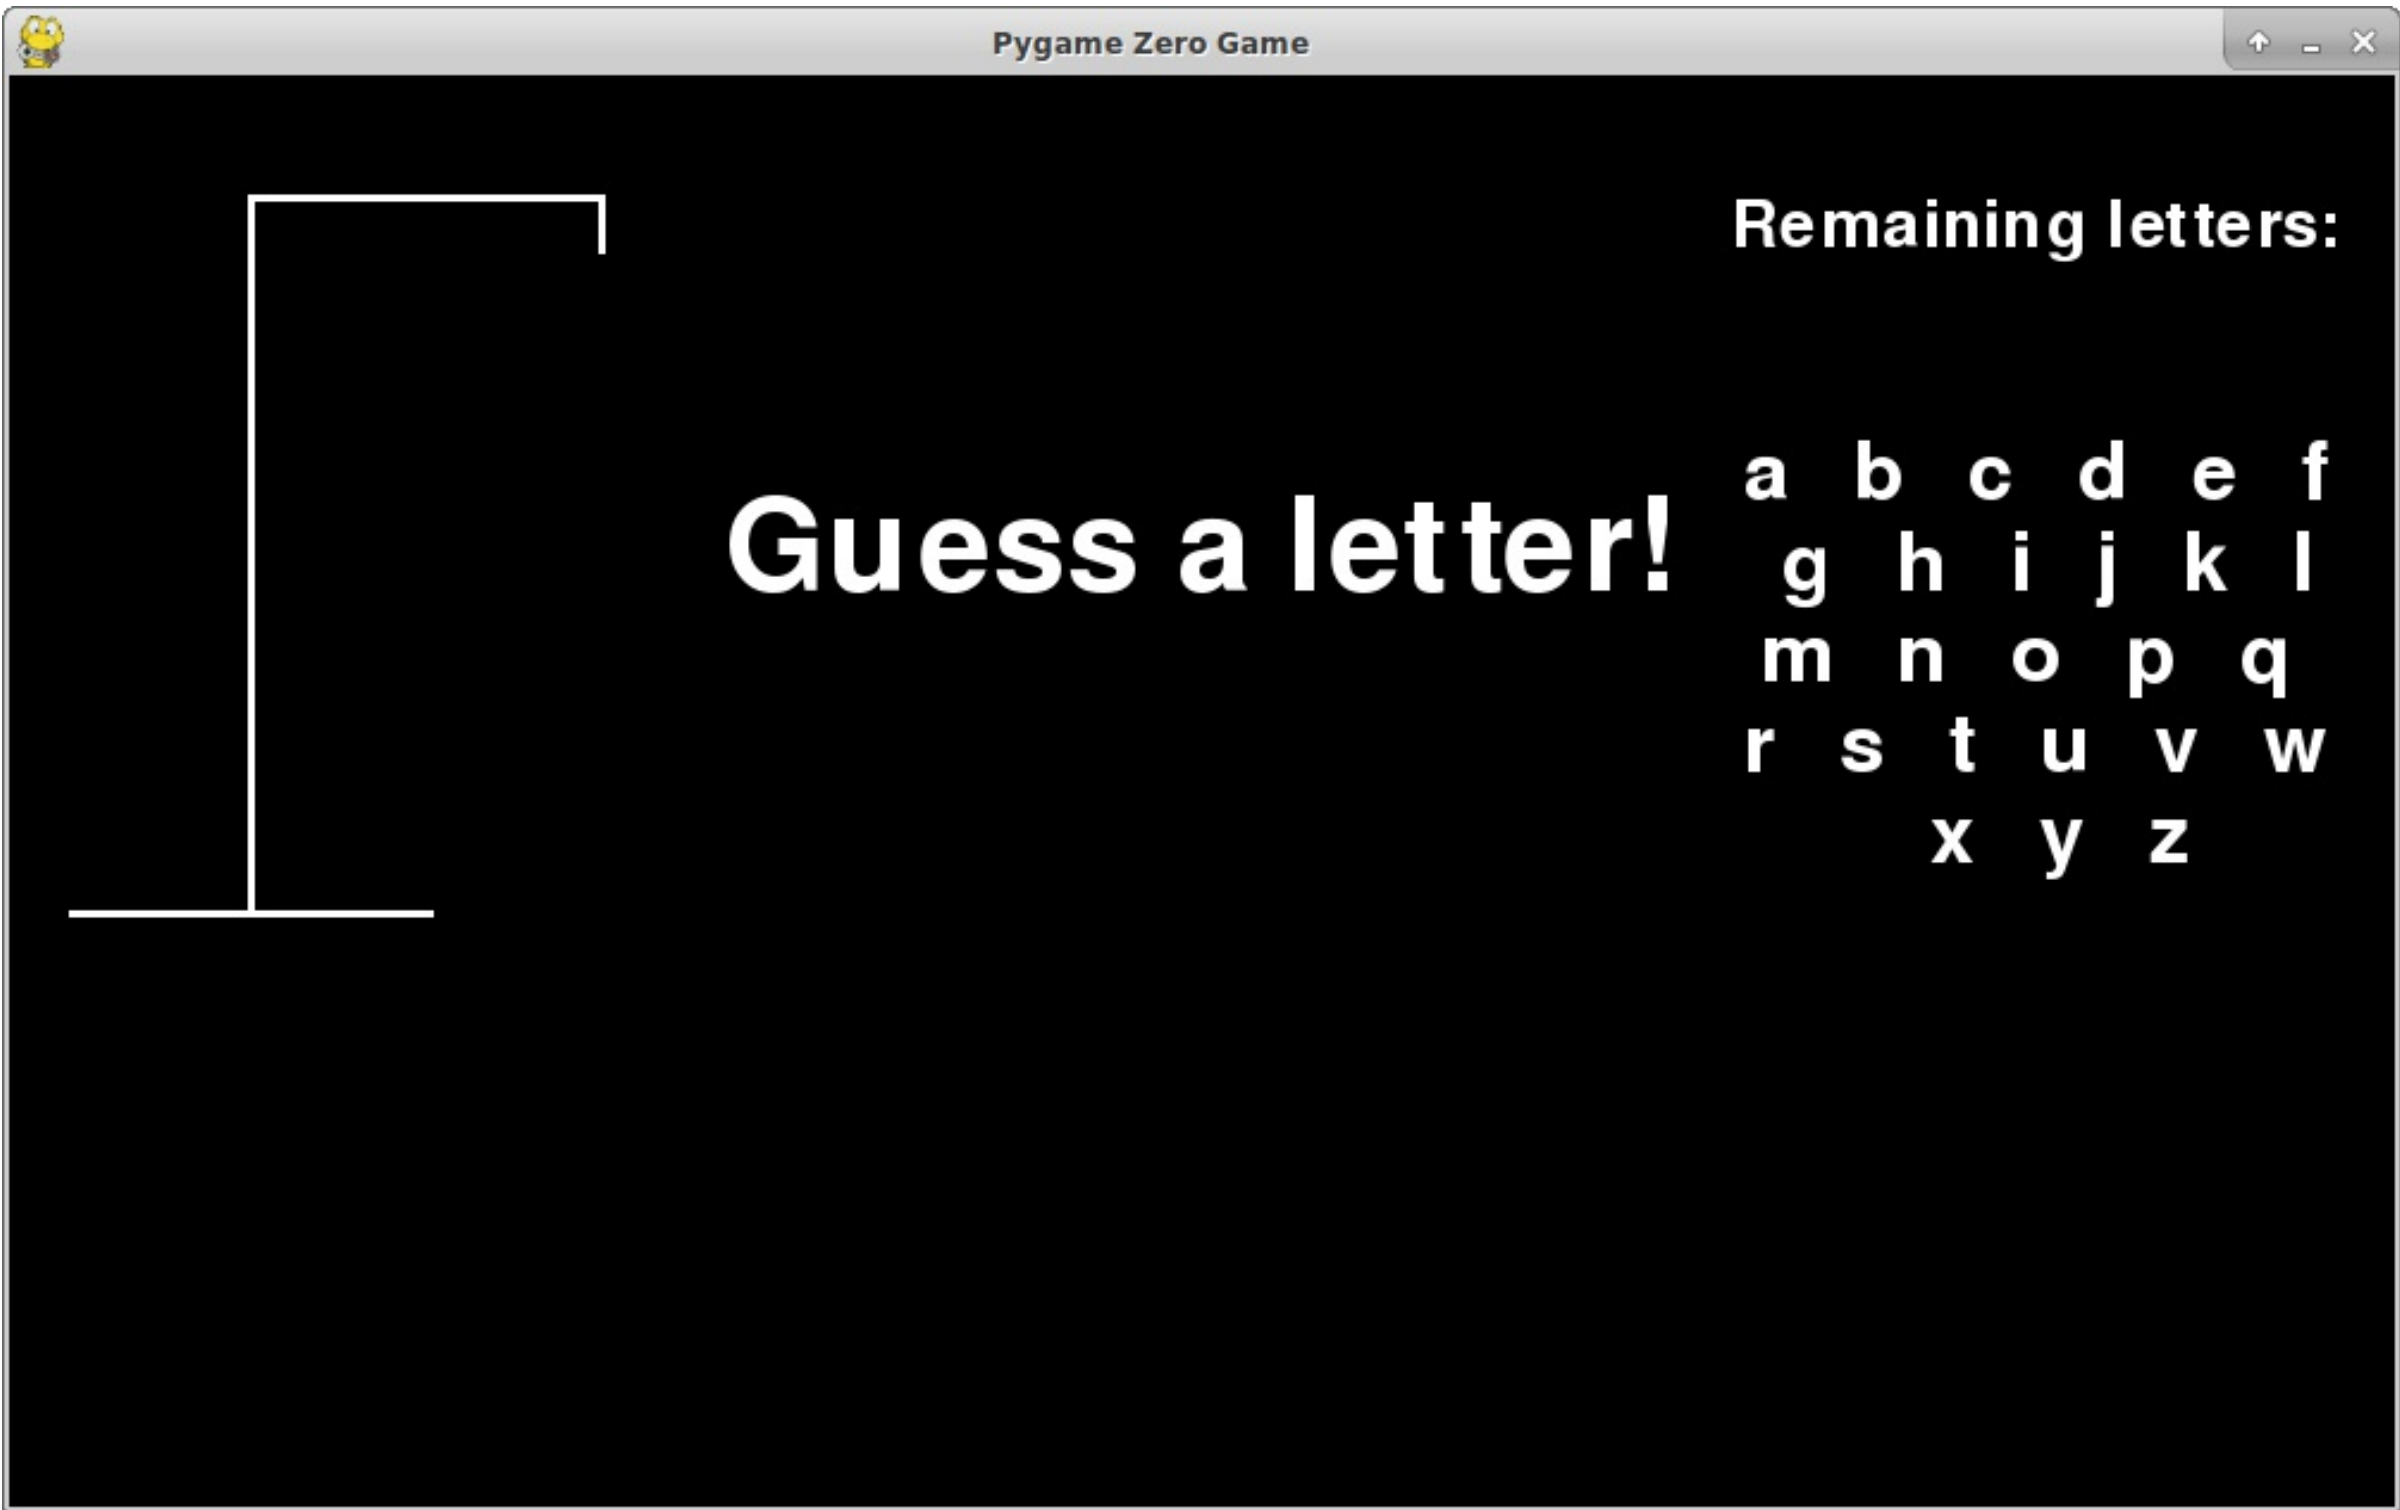 Pygame Zero Game
Remaining letters:
Guess a letter!
a b c d e f
g h i j k l
m n o p q
r s t u v w
x y z